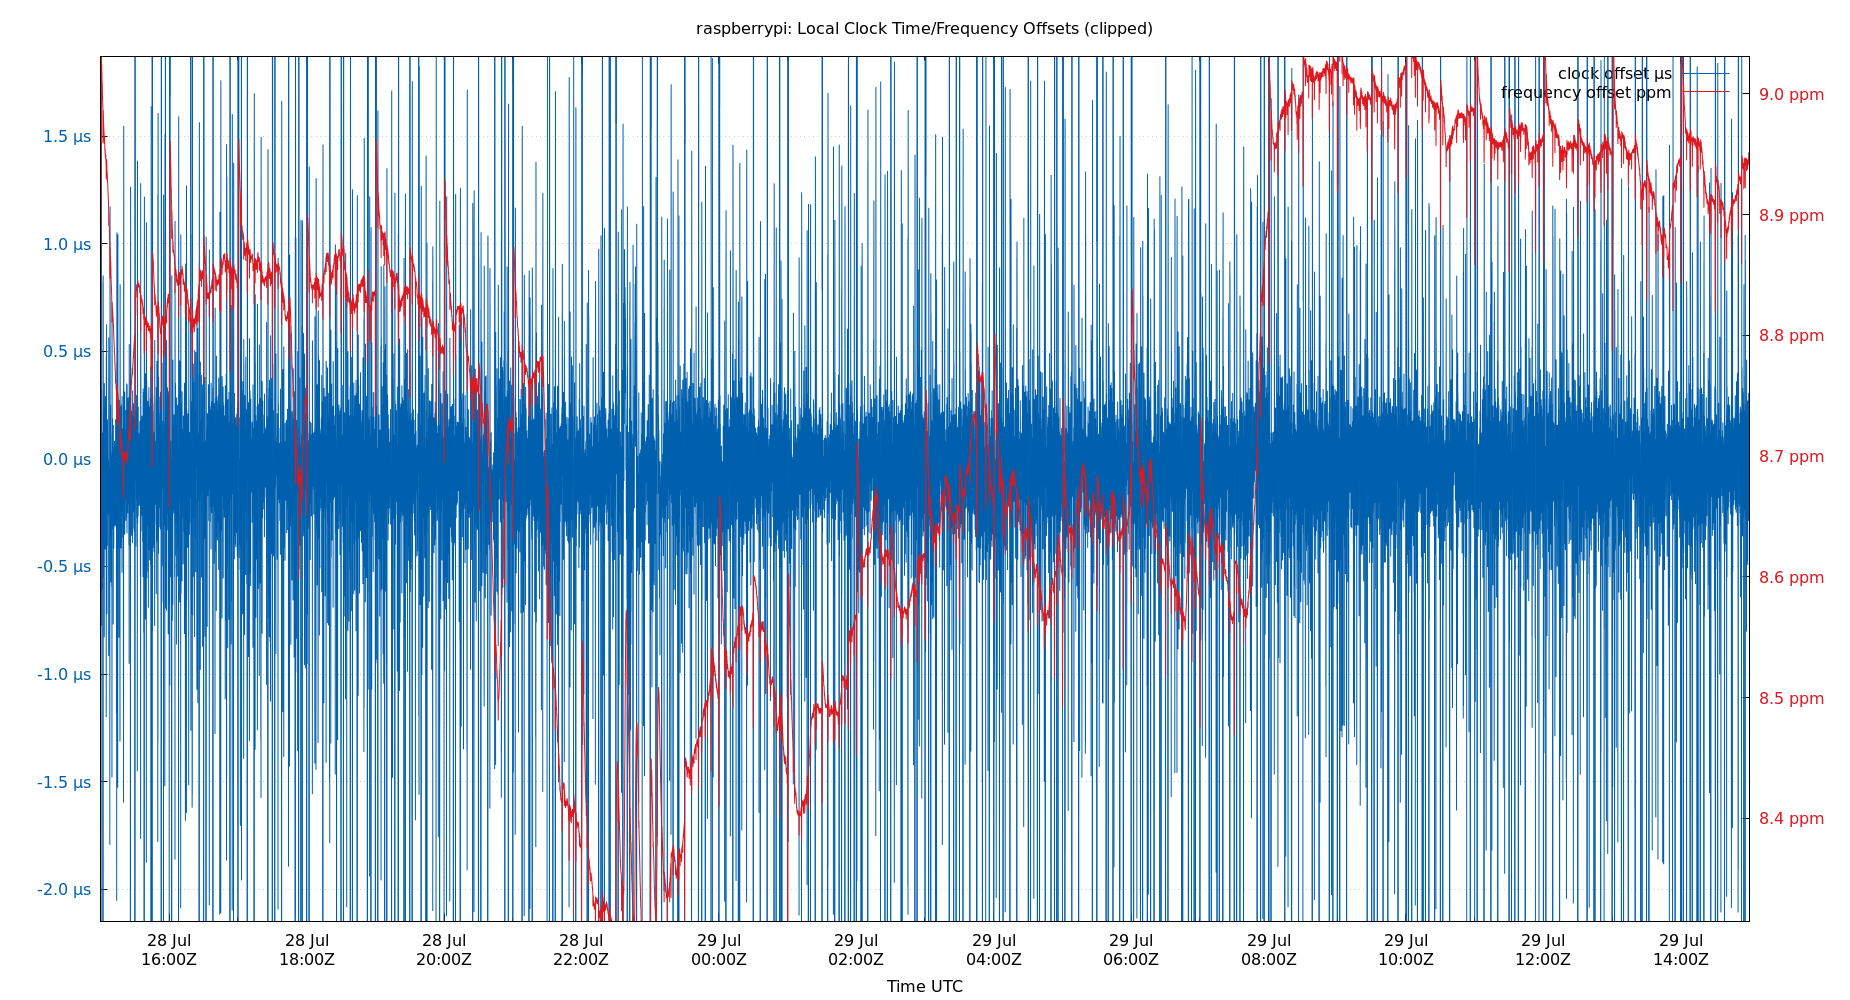 raspberrypi: Local Clock Time/Frequency Offsets (clipped)
clock offset µs
frequency offset ppm
1.5 µs
1.0 µs
0.5 µs
0.0 µs
-0.5 µs
-1.0 µs
-1.5 µs
-2.0 µs
9.0 ppm
8.9 ppm
8.8 ppm
8.7 ppm
8.6 ppm
8.5 ppm
8.4 ppm
28 Jul 28 Jul 28 Jul 28 Jul 29 Jul 29 Jul 29 Jul 29 Jul 29 Jul 29 Jul 29 Jul 29 Jul
16:00Z 18:00Z 20:00Z 22:00Z 00:00Z 02:00Z 04:00Z 06:00Z 08:00Z 10:00Z 12:00Z 14:00Z
Time UTC